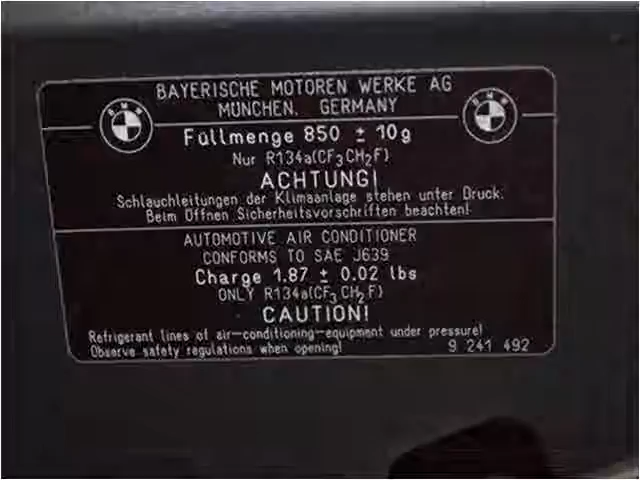 BAYERISCHE MOTOREN WERKE AG
MÜNCHEN, GERMANY
BMW BMW
Füllmenge 850 ± 10g
Nur R134a(CF3CH2F)
ACHTUNG!
Schlauchleitungen der Klimaanlage stehen unter Druck.
Beim Öffnen Sicherheitsvorschriften beachten!
AUTOMOTIVE AIR CONDITIONER
CONFORMS TO SAE J639
Charge 1.87 ± 0.02 lbs
ONLY R134a(CF3CH2F)
CAUTION!
Refrigerant lines of air-conditioning-equipment under pressure!
Observe safety regulations when opening!
9 241 492